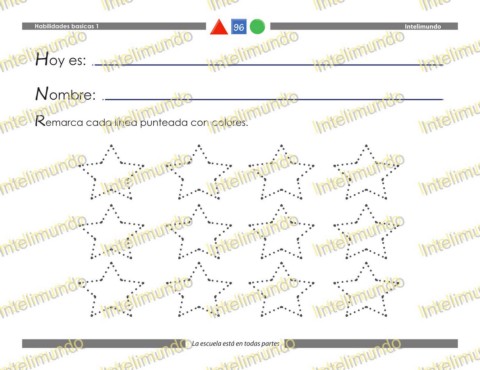 Habilidades basicas 1 96 Intelimundo
Hoy es:
Nombre:
Remarca cada línea punteada con colores.
La escuela está en todas partes
Intelimundo